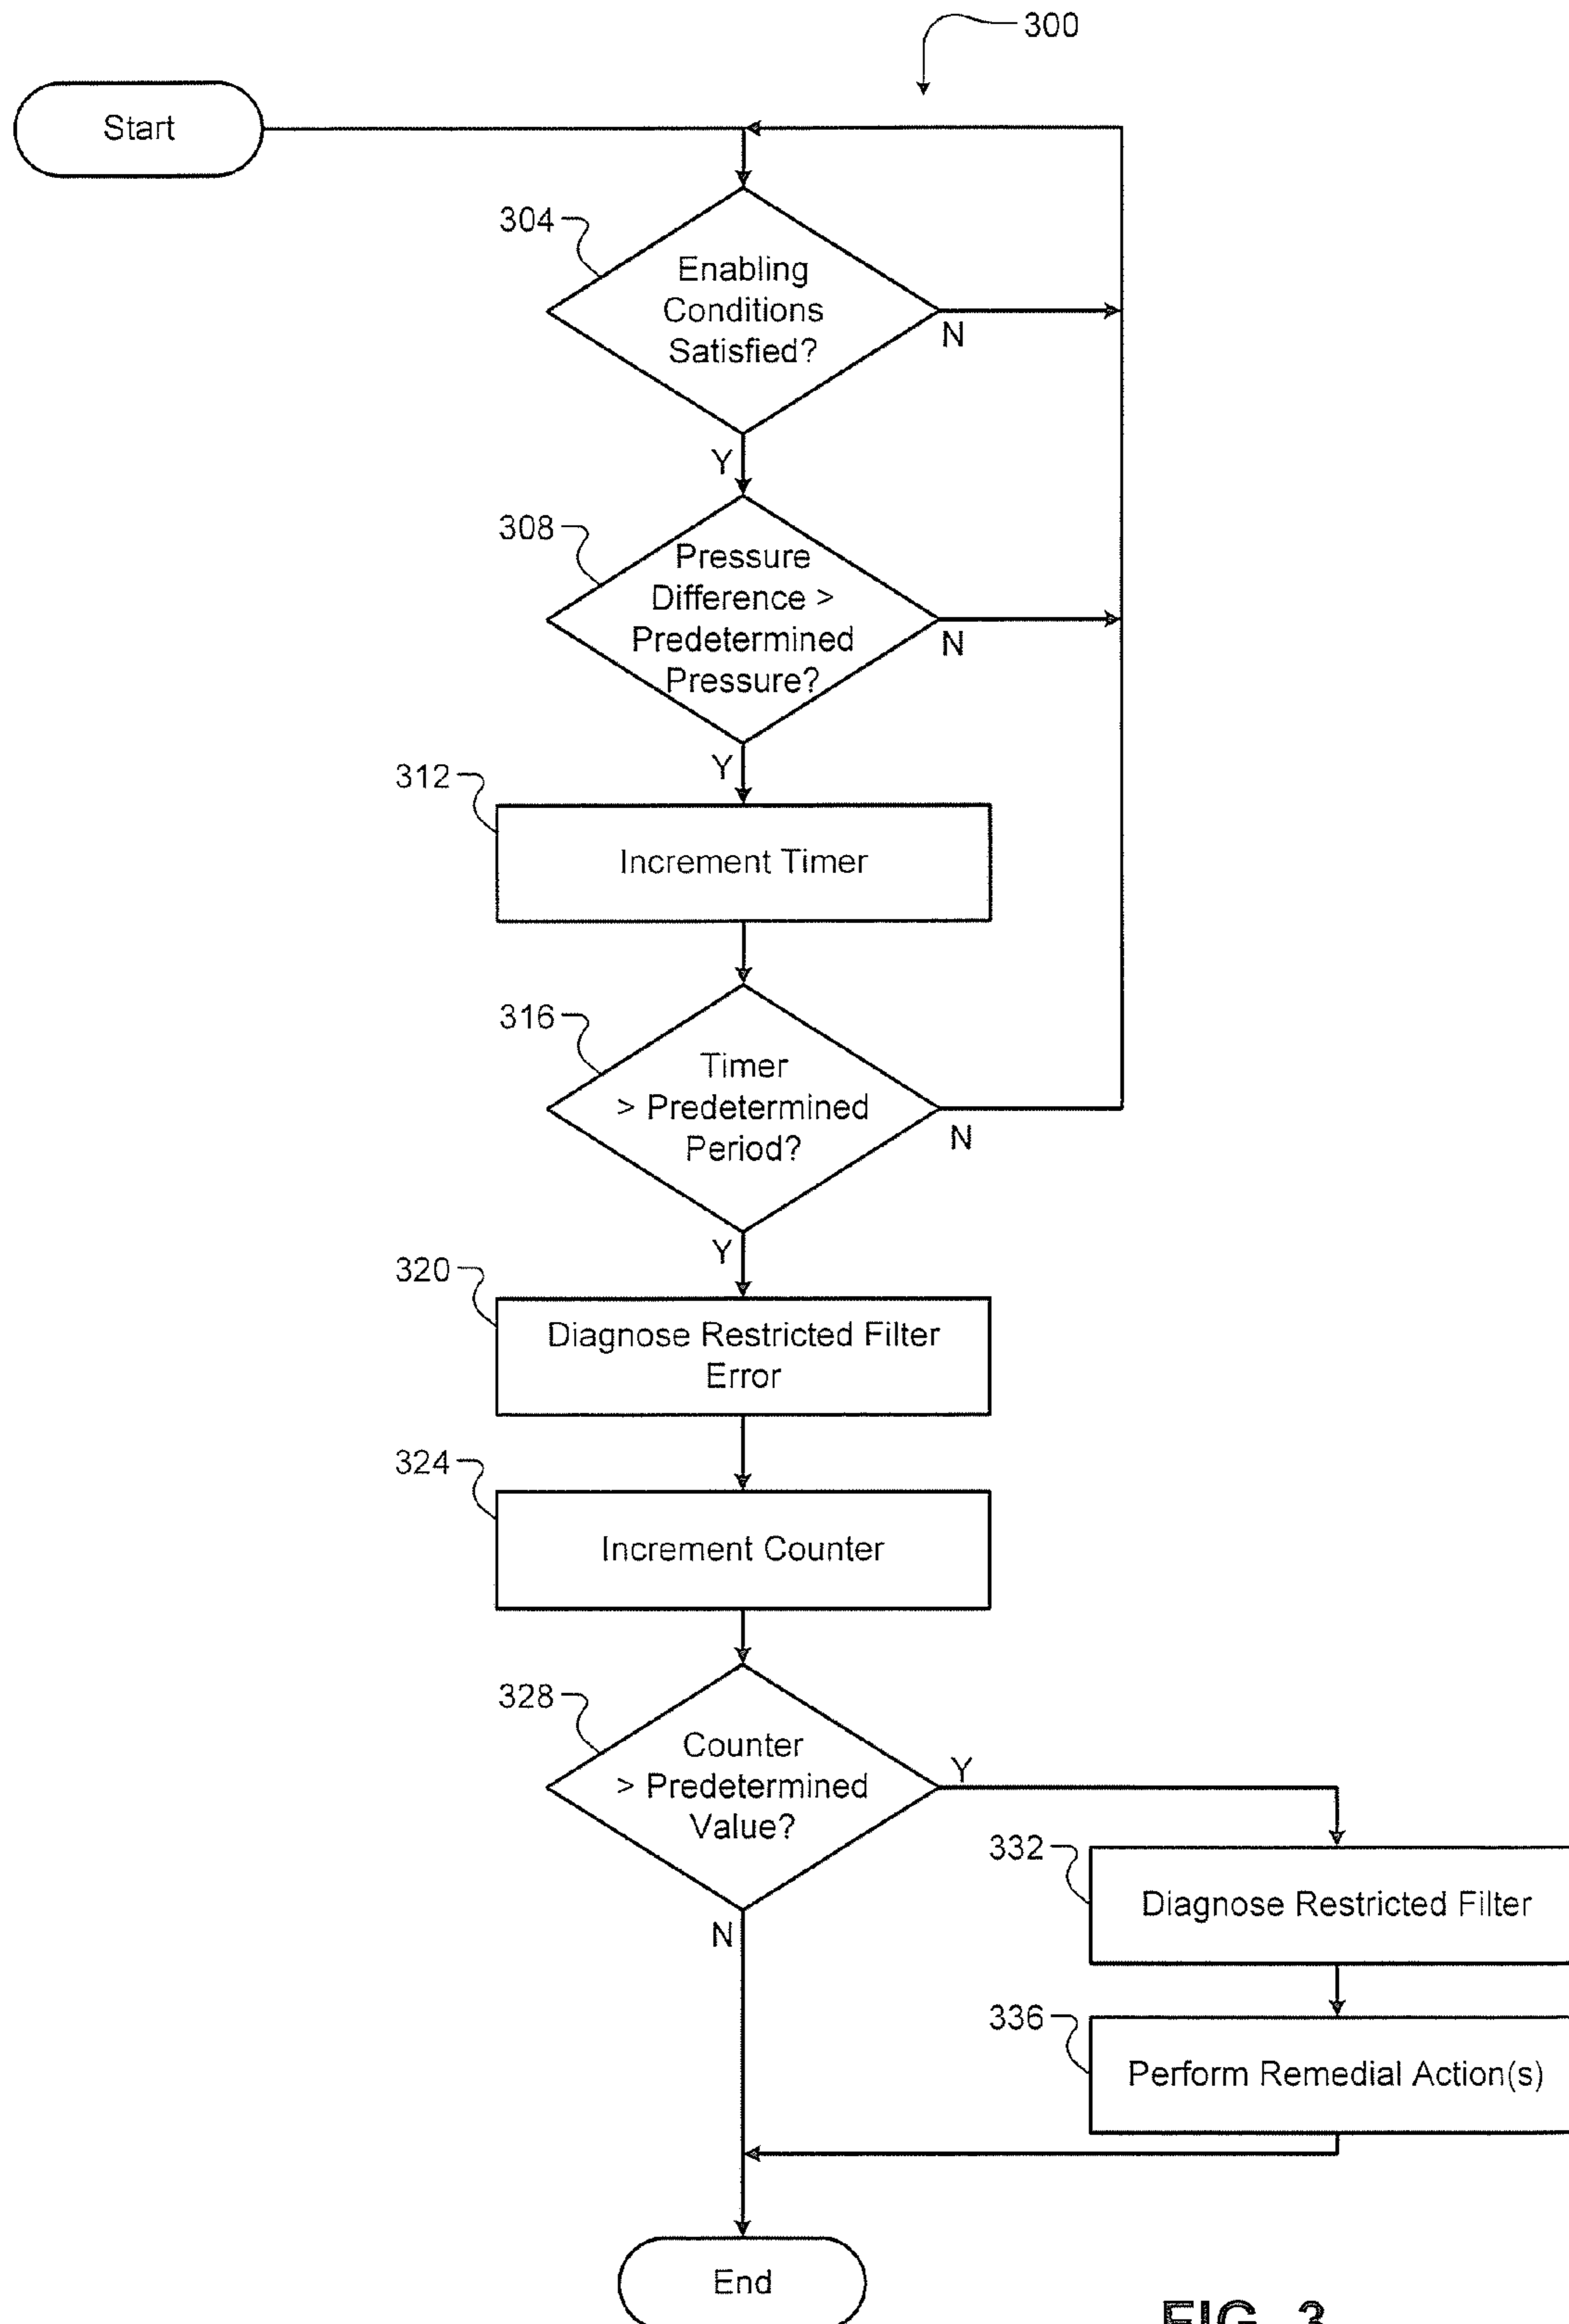 300
Start
304
Enabling
Conditions
Satisfied?
N
Y
308
Pressure
Difference >
Predetermined
Pressure?
N
Y
312
Increment Timer
316
Timer
> Predetermined
Period?
N
Y
320
Diagnose Restricted Filter
Error
324
Increment Counter
328
Counter
> Predetermined
Value?
Y
N
332
Diagnose Restricted Filter
336
Perform Remedial Action(s)
End
FIG. 3